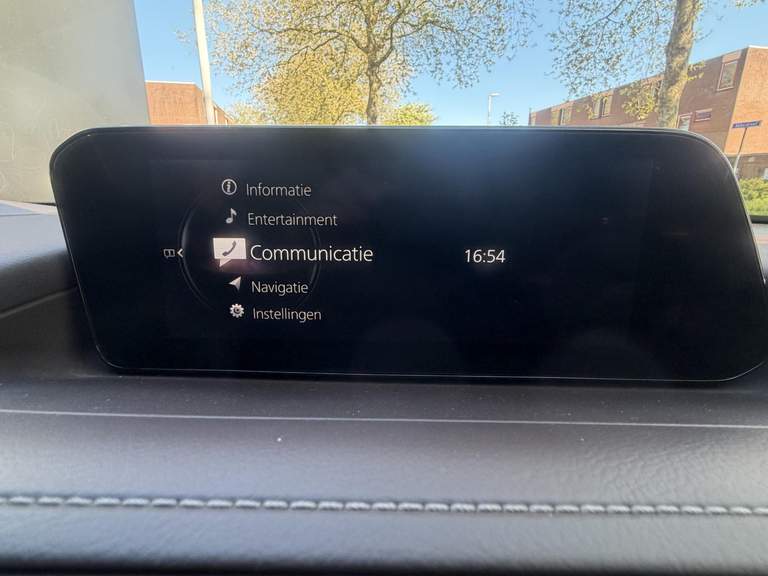 Informatie
Entertainment
Communicatie
16:54
Navigatie
Instellingen